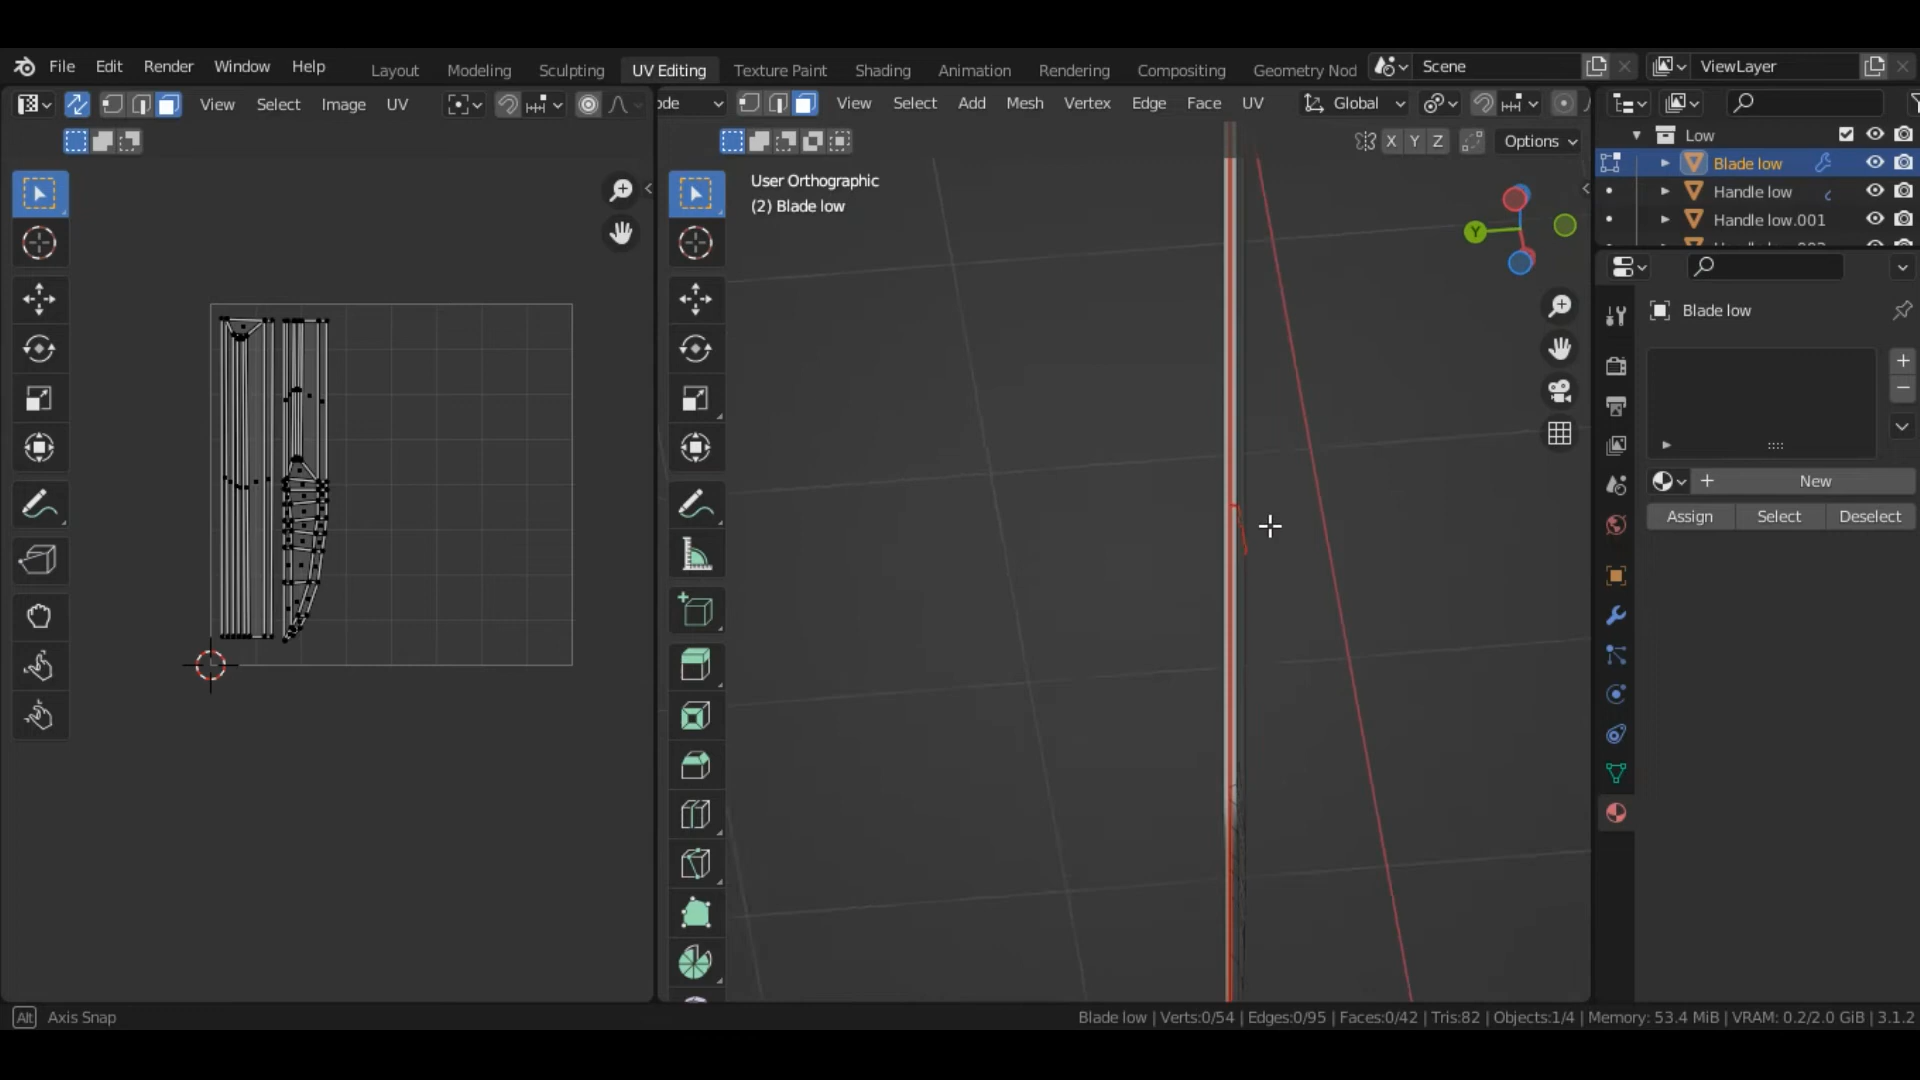 File Edit Render Window Help Layout Modeling Sculpting UV Editing Texture Paint Shading Animation Rendering Compositing Geometry Nod Scene ViewLayer
View Select Image UV
ode View Select Add Mesh Vertex Edge Face UV Global
X Y Z Options
User Orthographic
(2) Blade low
Y
Low
Blade low
Handle low
Handle low.001
Blade low
New
Assign Select Deselect
Alt Axis Snap
Blade low | Verts:0/54 | Edges:0/95 | Faces:0/42 | Tris:82 | Objects:1/4 | Memory: 53.4 MiB | VRAM: 0.2/2.0 GiB | 3.1.2